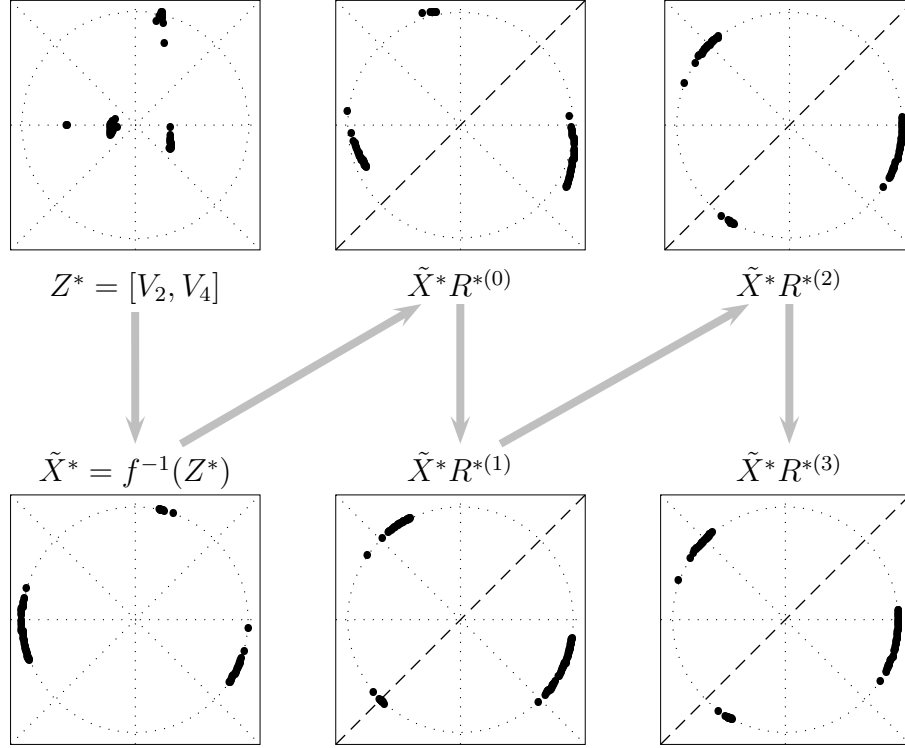 Z* = [V₂, V₄]
X̃*R*⁽⁰⁾
X̃*R*⁽²⁾
X̃* = f⁻¹(Z*)
X̃*R*⁽¹⁾
X̃*R*⁽³⁾